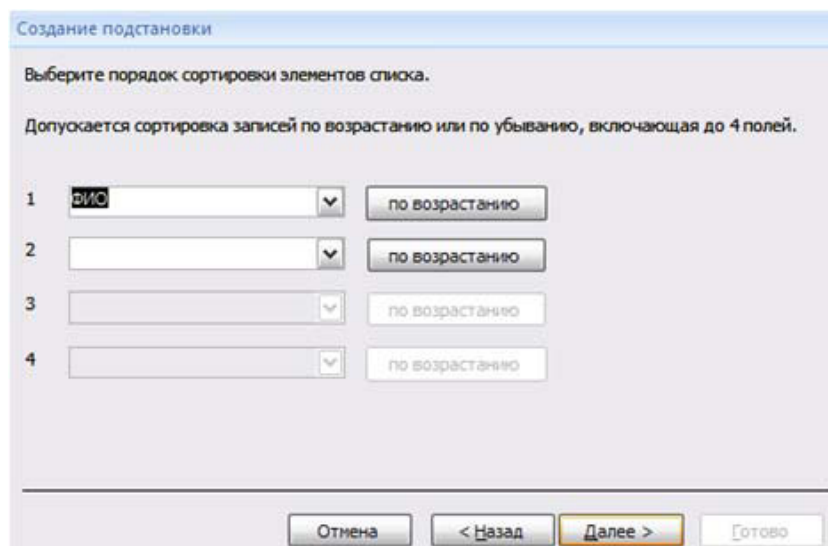 Создание подстановки
Выберите порядок сортировки элементов списка.
Допускается сортировка записей по возрастанию или по убыванию, включающая до 4 полей.
1 ФИО по возрастанию
2 по возрастанию
3 по возрастанию
4 по возрастанию
Отмена < Назад Далее > Готово